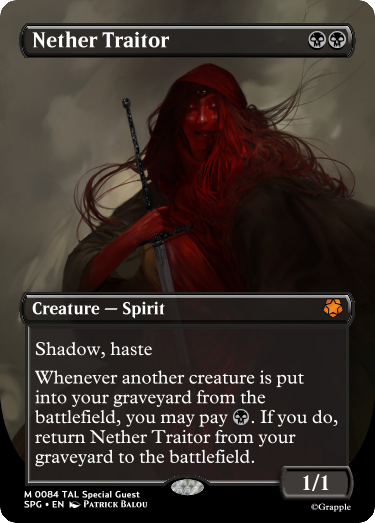 Nether Traitor
Creature — Spirit
Shadow, haste
Whenever another creature is put
into your graveyard from the
battlefield, you may pay . If you do,
return Nether Traitor from your
graveyard to the battlefield.
1/1
M 0084 TAL Special Guest
SPG • EN Patrick Balou
©Grapple